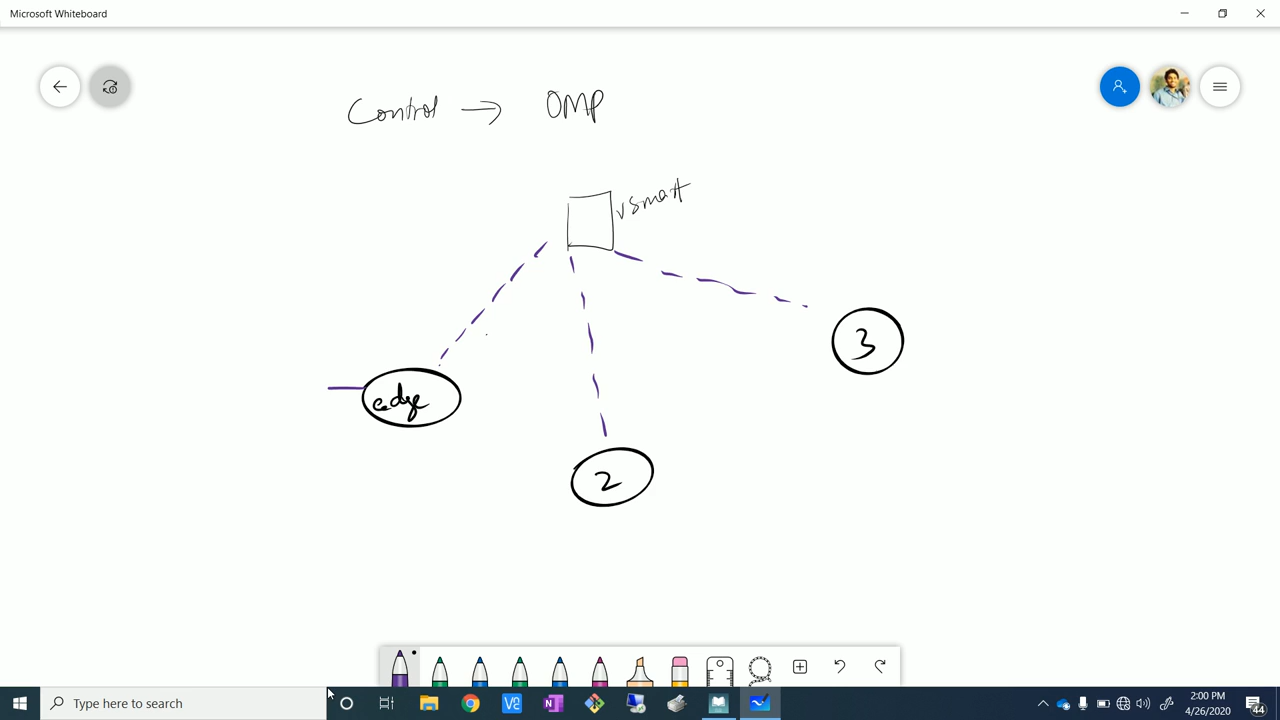 Microsoft Whiteboard
Control → OMP
vsmart
3
edge
2
Type here to search
2:00 PM
4/26/2020
44